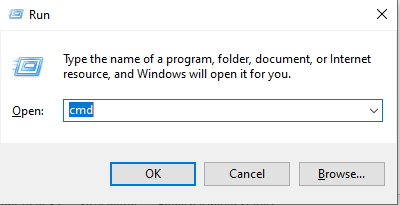 Run
Type the name of a program, folder, document, or Internet
resource, and Windows will open it for you.
Open: cmd
OK Cancel Browse...